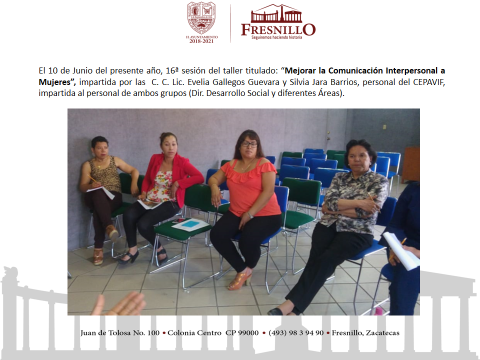 H. AYUNTAMIENTO
2018-2021
FRESNILLO
Seguiremos haciendo historia
El 10 de Junio del presente año, 16ª sesión del taller titulado: “Mejorar la Comunicación Interpersonal a
Mujeres”, impartida por las C. C. Lic. Evelia Gallegos Guevara y Silvia Jara Barrios, personal del CEPAVIF,
impartida al personal de ambos grupos (Dir. Desarrollo Social y diferentes Áreas).
Juan de Tolosa No. 100 • Colonia Centro CP 99000 • (493) 98 3 94 90 • Fresnillo, Zacatecas